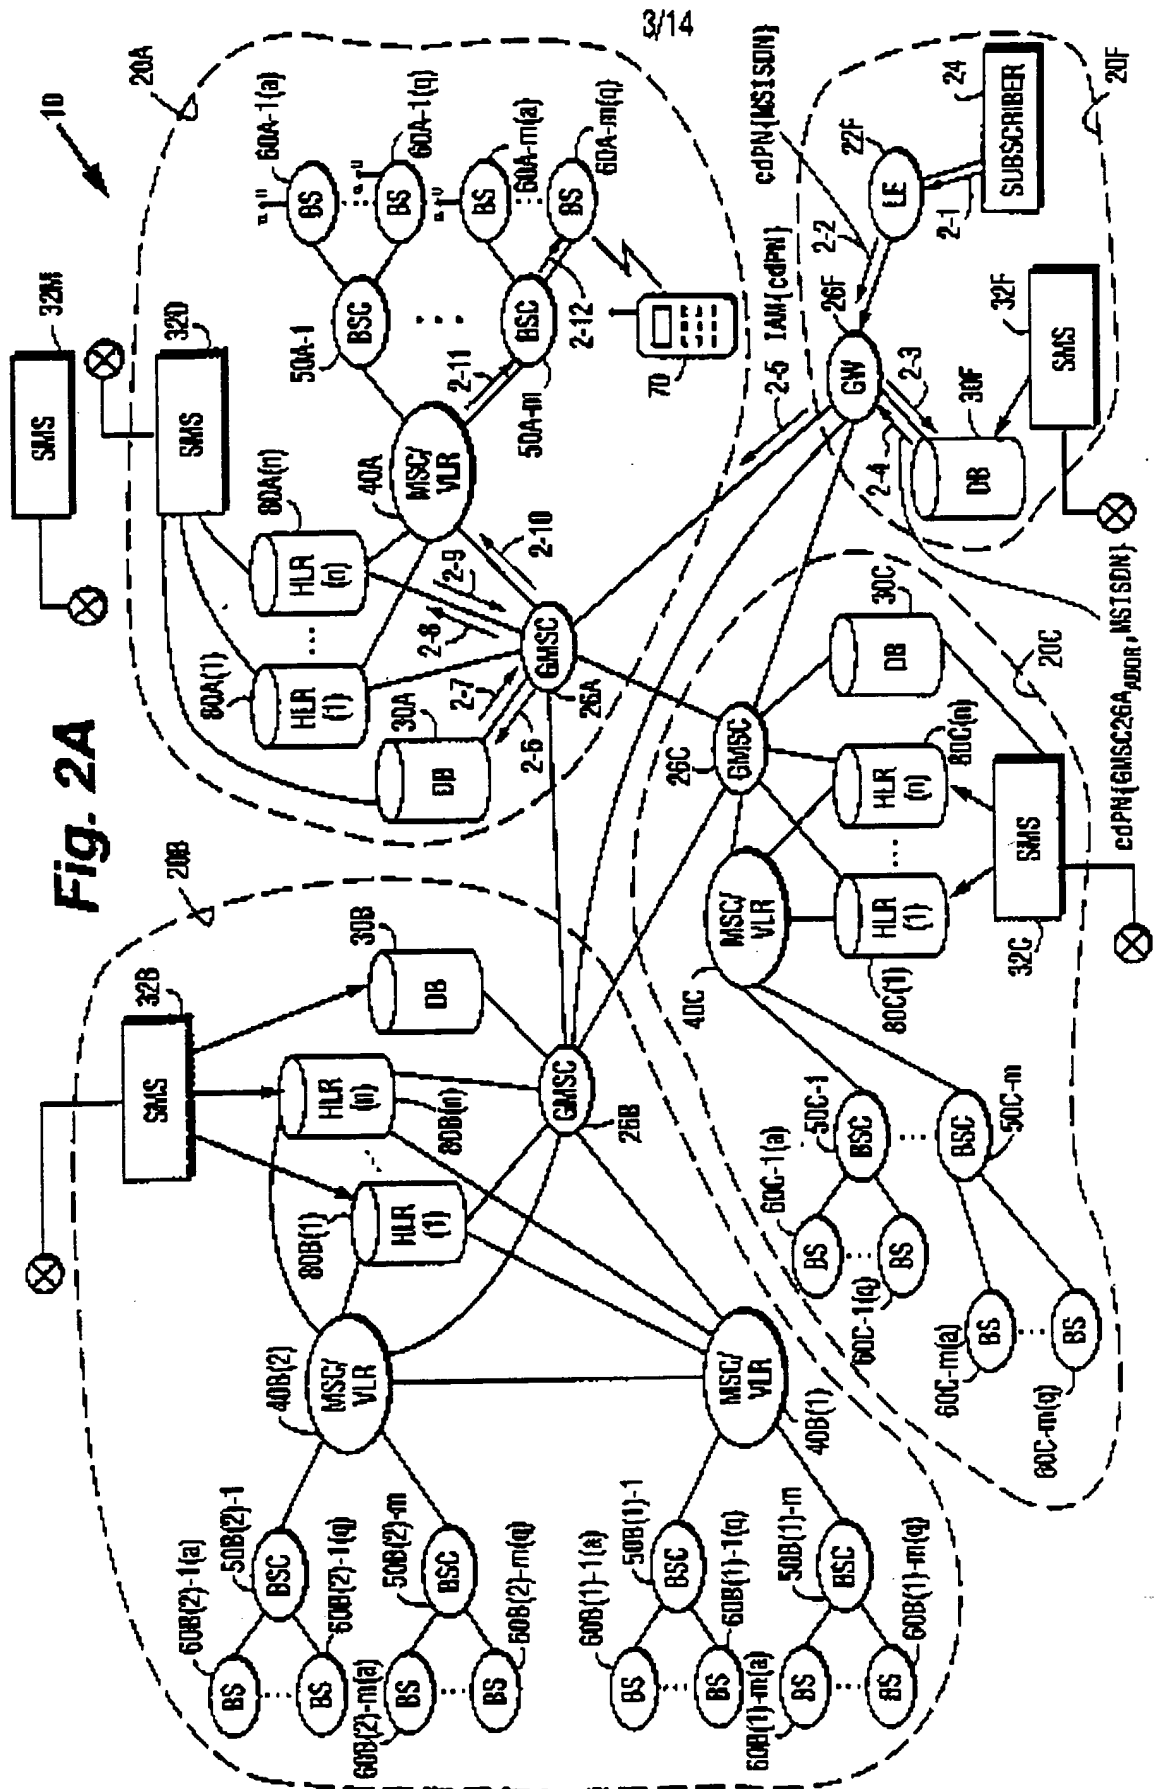 3/14
Fig. 2A
10
SMS
32M
20A
SMS
32D
HLR
(n)
80A(n)
HLR
(1)
80A(1)
DB
30A
GMSC
26A
MSC/
VLR
40A
BSC
50A-1
BSC
50A-m
BS
60A-1(a)
BS
60A-1(q)
BS
60A-m(a)
BS
60A-m(q)
70
2-6
2-7
2-8
2-9
2-10
2-11
2-12
20B
SMS
32B
DB
30B
HLR
(n)
80B(n)
HLR
(1)
80B(1)
GMSC
26B
MSC/
VLR
40B(2)
MSC/
VLR
40B(1)
BSC
50B(2)-1
BSC
50B(2)-m
BS
60B(2)-1(a)
BS
60B(2)-1(q)
BS
60B(2)-m(a)
BS
60B(2)-m(q)
BSC
50B(1)-1
BSC
50B(1)-m
BS
60B(1)-1(a)
BS
60B(1)-1(q)
BS
60B(1)-m(a)
BS
60B(1)-m(q)
20C
GMSC
26C
DB
30C
HLR
(n)
80C2(n)
HLR
(1)
80C(1)
SMS
32C
MSC/
VLR
40C
BSC
50C-1
BSC
50C-m
BS
60C-1(a)
BS
60C-1(q)
BS
60C-m(a)
BS
60C-m(q)
20F
SUBSCRIBER
24
LE
22F
GW
26F
DB
30F
SMS
32F
2-1
2-2
2-3
2-4
2-5
IAM{cdPN}
cdPN{MSISDN}
cdPN{GMSC26A_ADDR,MSISDN}